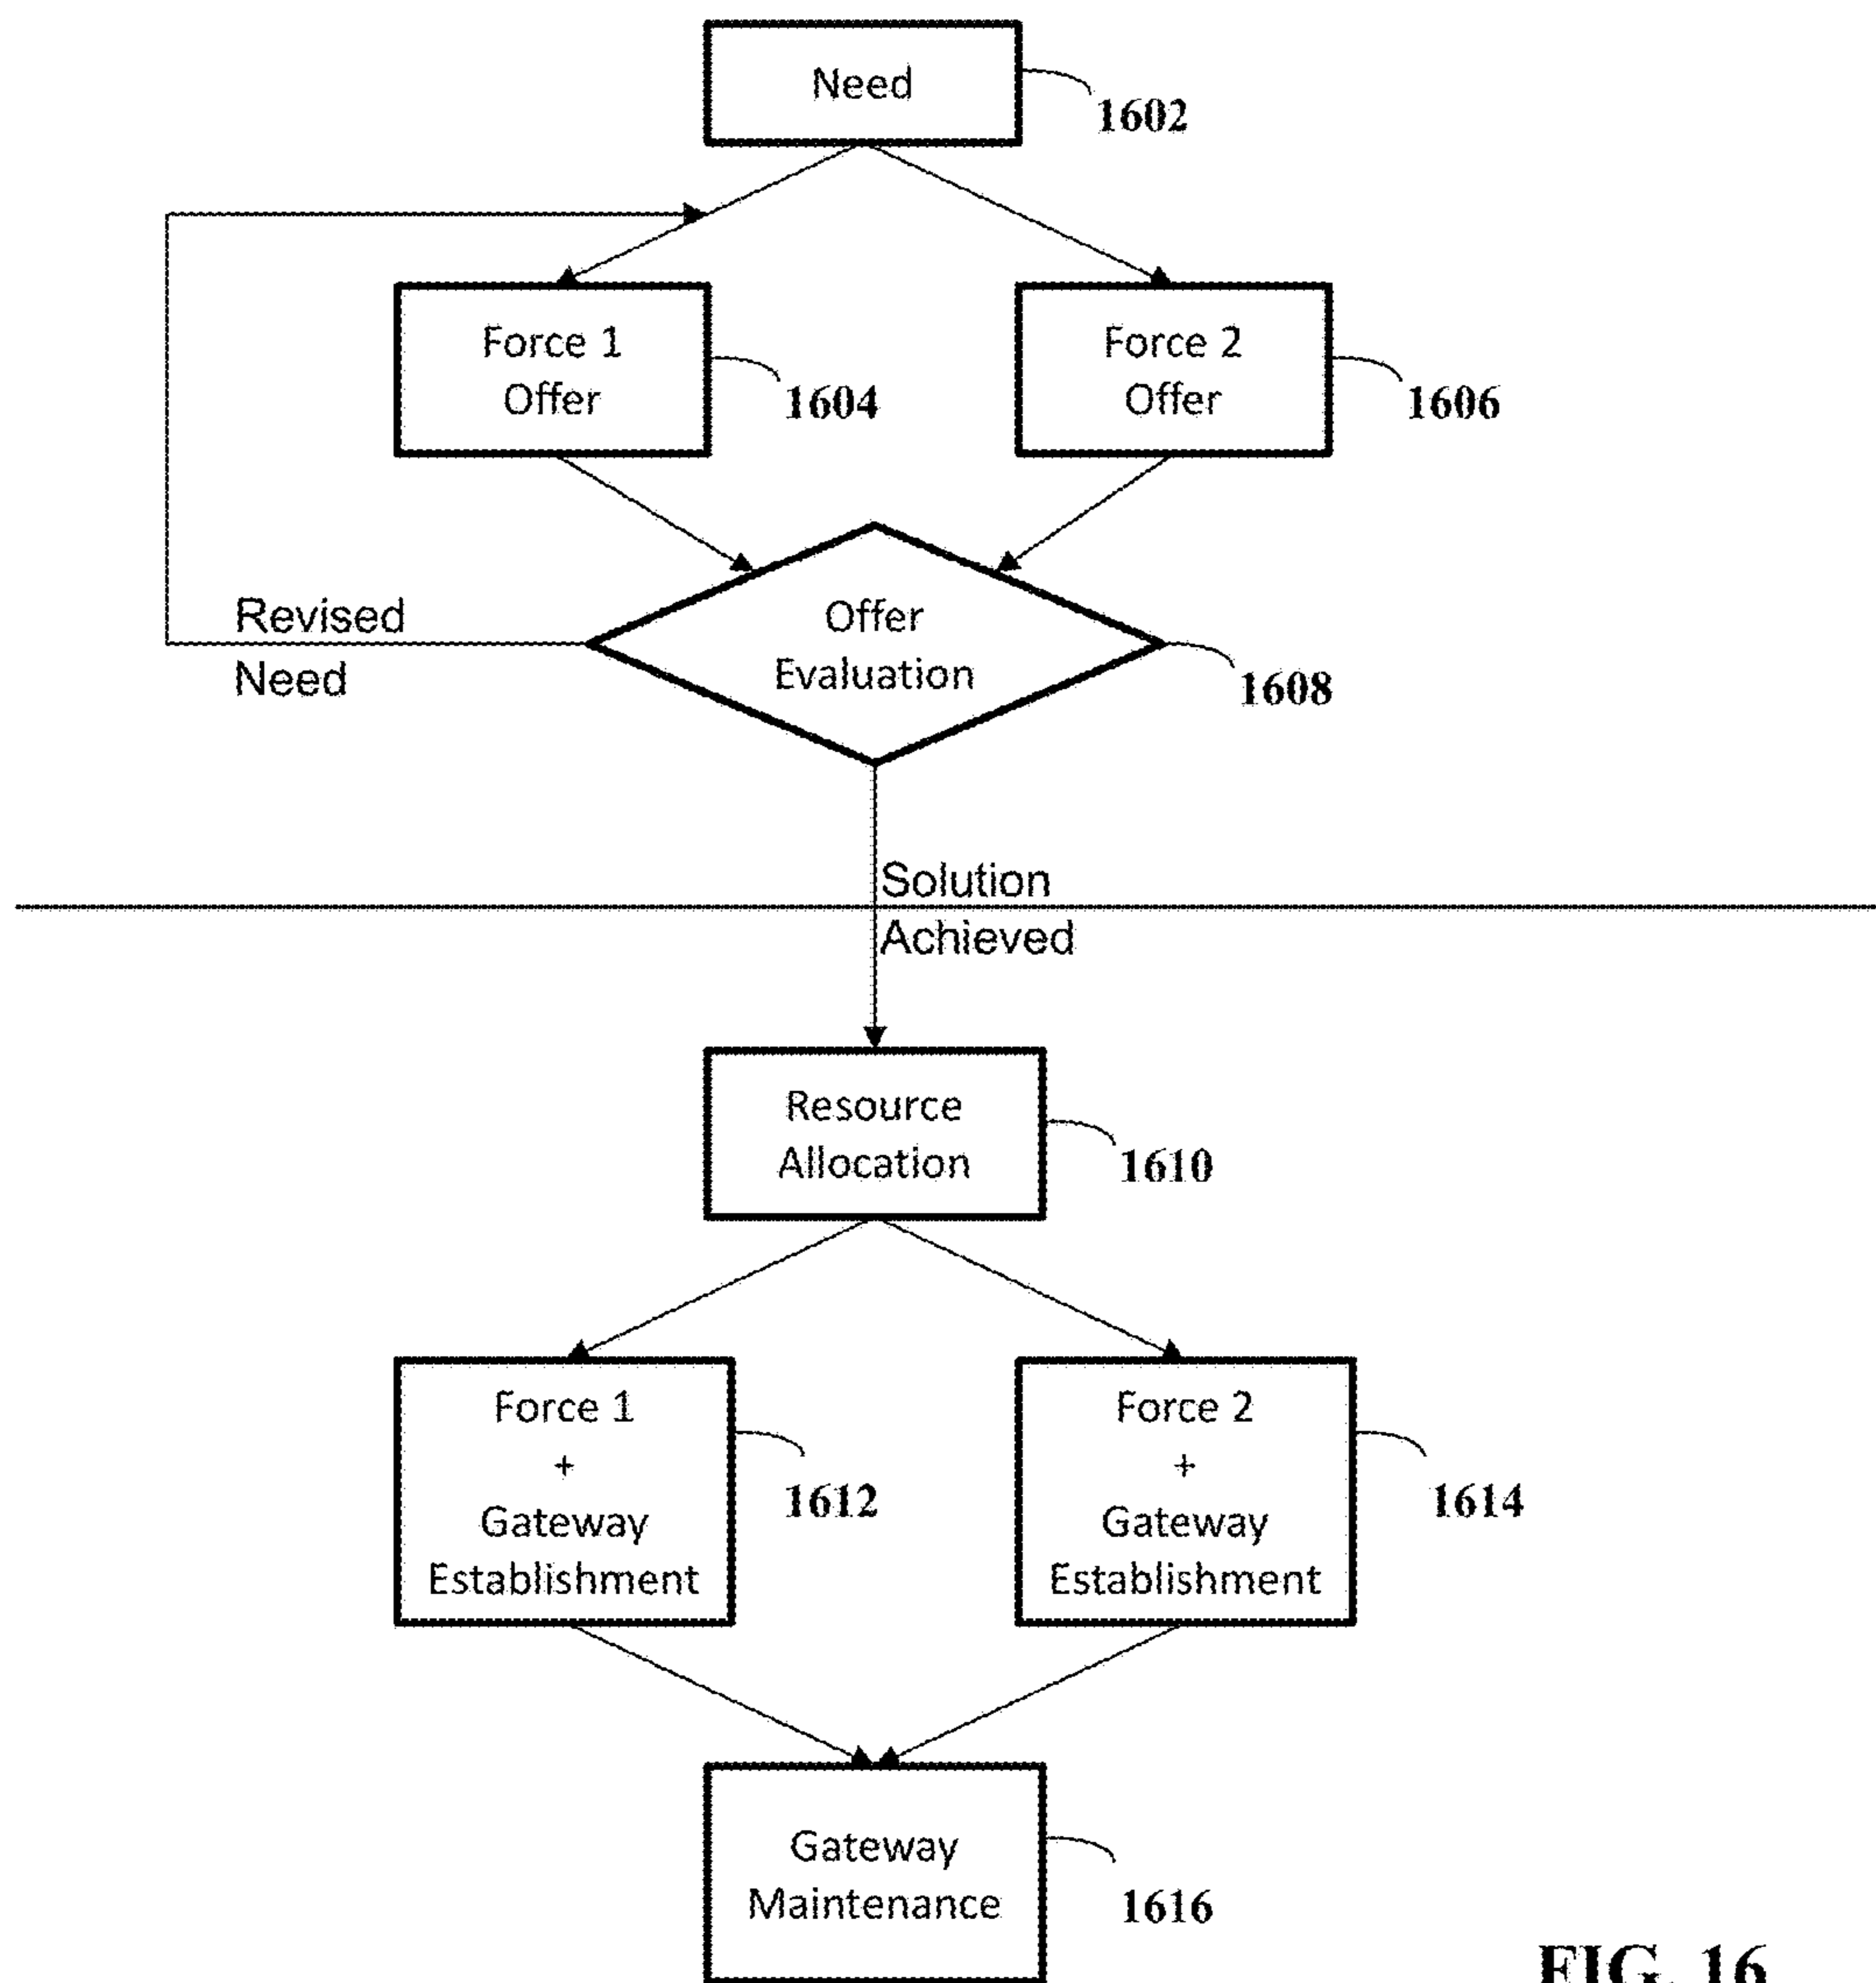 Need
1602
Force 1
Offer
1604
Force 2
Offer
1606
Revised
Need
Offer
Evaluation
1608
Solution
Achieved
Resource
Allocation
1610
Force 1
+
Gateway
Establishment
1612
Force 2
+
Gateway
Establishment
1614
Gateway
Maintenance
1616
FIG. 16